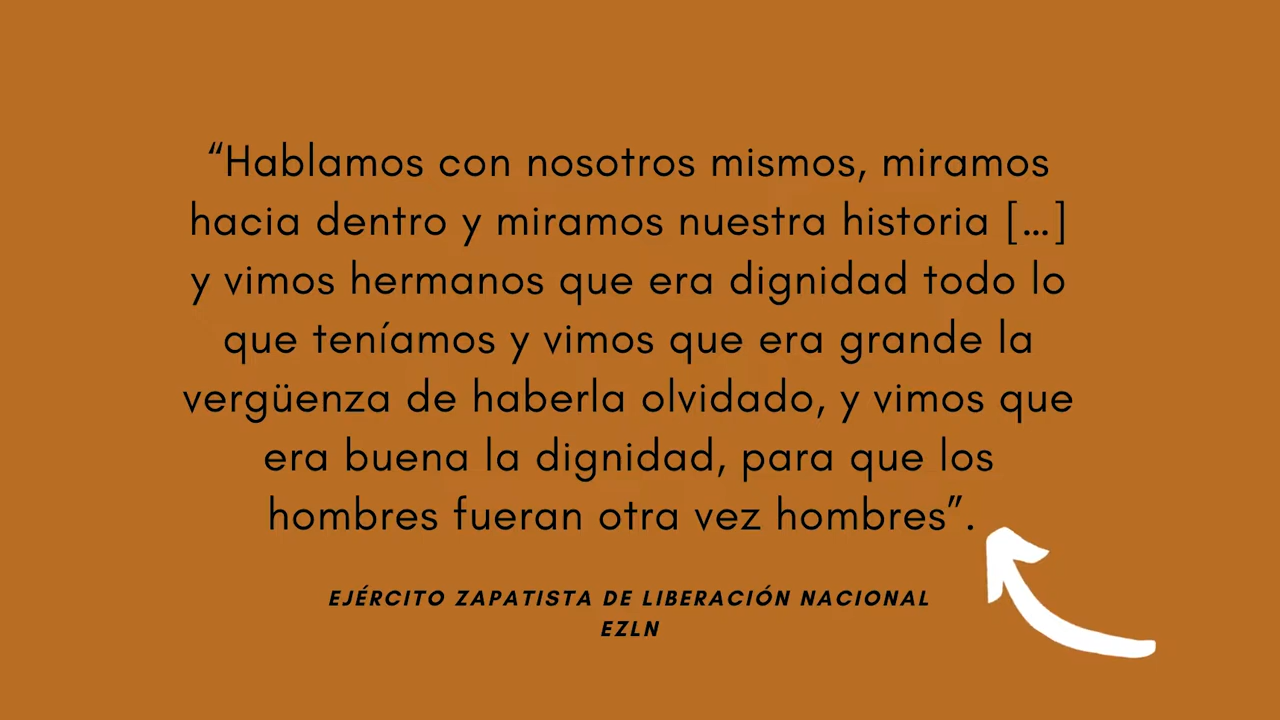 “Hablamos con nosotros mismos, miramos
hacia dentro y miramos nuestra historia [...]
y vimos hermanos que era dignidad todo lo
que teníamos y vimos que era grande la
vergüenza de haberla olvidado, y vimos que
era buena la dignidad, para que los
hombres fueran otra vez hombres”.
EJÉRCITO ZAPATISTA DE LIBERACIÓN NACIONAL
EZLN